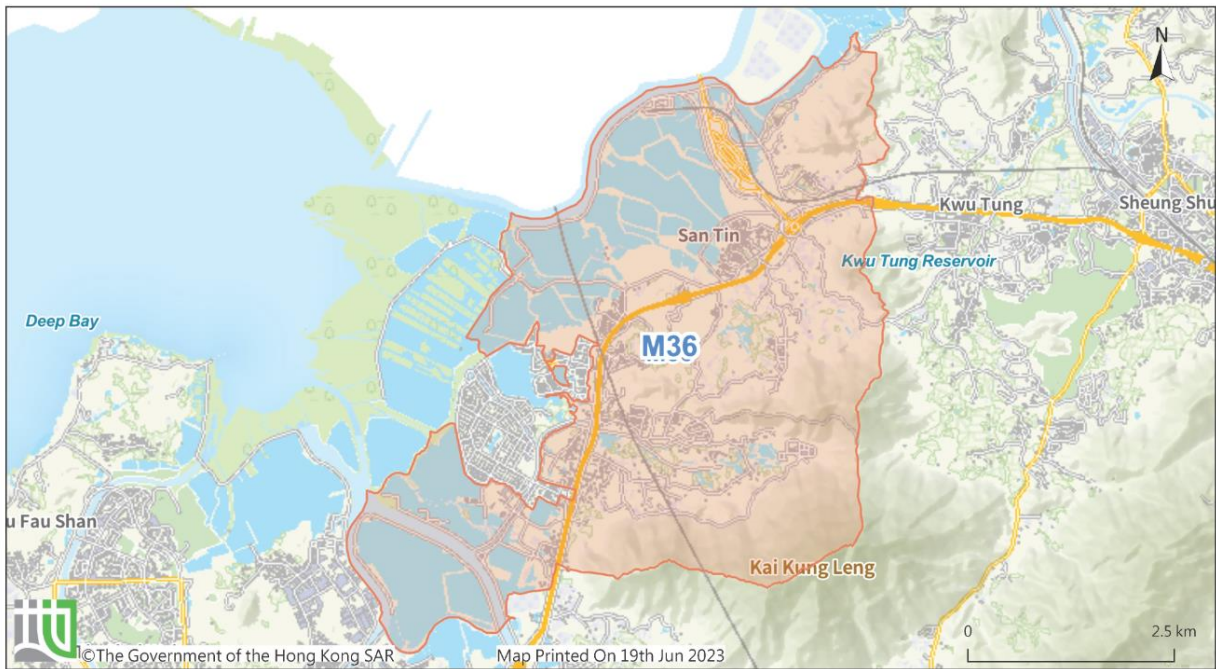 N
San Tin
Kwu Tung
Sheung Shu
Kwu Tung Reservoir
Deep Bay
M36
u Fau Shan
Kai Kung Leng
0
2.5 km
©The Government of the Hong Kong SAR
Map Printed On 19th Jun 2023